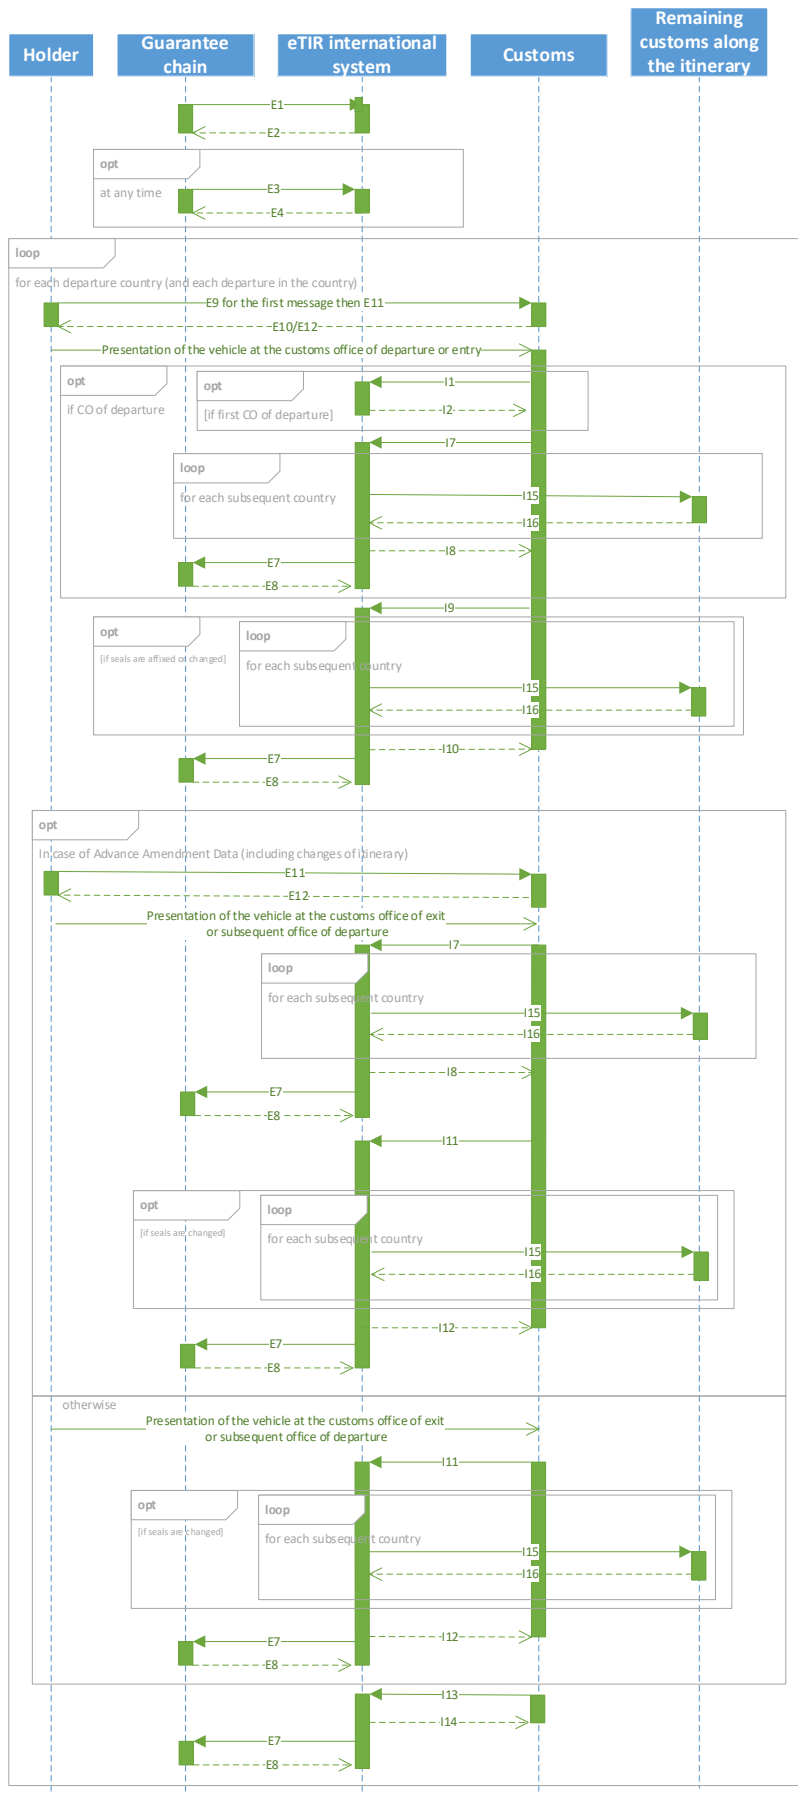 Holder
Guarantee
chain
eTIR international
system
Customs
Remaining
customs along
the itinerary
E1
E2
opt
at any time
E3
E4
loop
for each departure country (and each departure in the country)
E9 for the first message then E11
E10/E12
Presentation of the vehicle at the customs office of departure or entry
opt
if CO of departure
opt
[if first CO of departure]
I1
I2
I7
loop
for each subsequent country
I15
I16
I8
E7
E8
I9
opt
[if seals are affixed or changed]
loop
for each subsequent country
I15
I16
I10
E7
E8
opt
In case of Advance Amendment Data (including changes of itinerary)
E11
E12
Presentation of the vehicle at the customs office of exit
or subsequent office of departure
I7
loop
for each subsequent country
I15
I16
I8
E7
E8
I11
opt
[if seals are changed]
loop
for each subsequent country
I15
I16
I12
E7
E8
otherwise
Presentation of the vehicle at the customs office of exit
or subsequent office of departure
I11
opt
[if seals are changed]
loop
for each subsequent country
I15
I16
I12
E7
E8
I13
I14
E7
E8